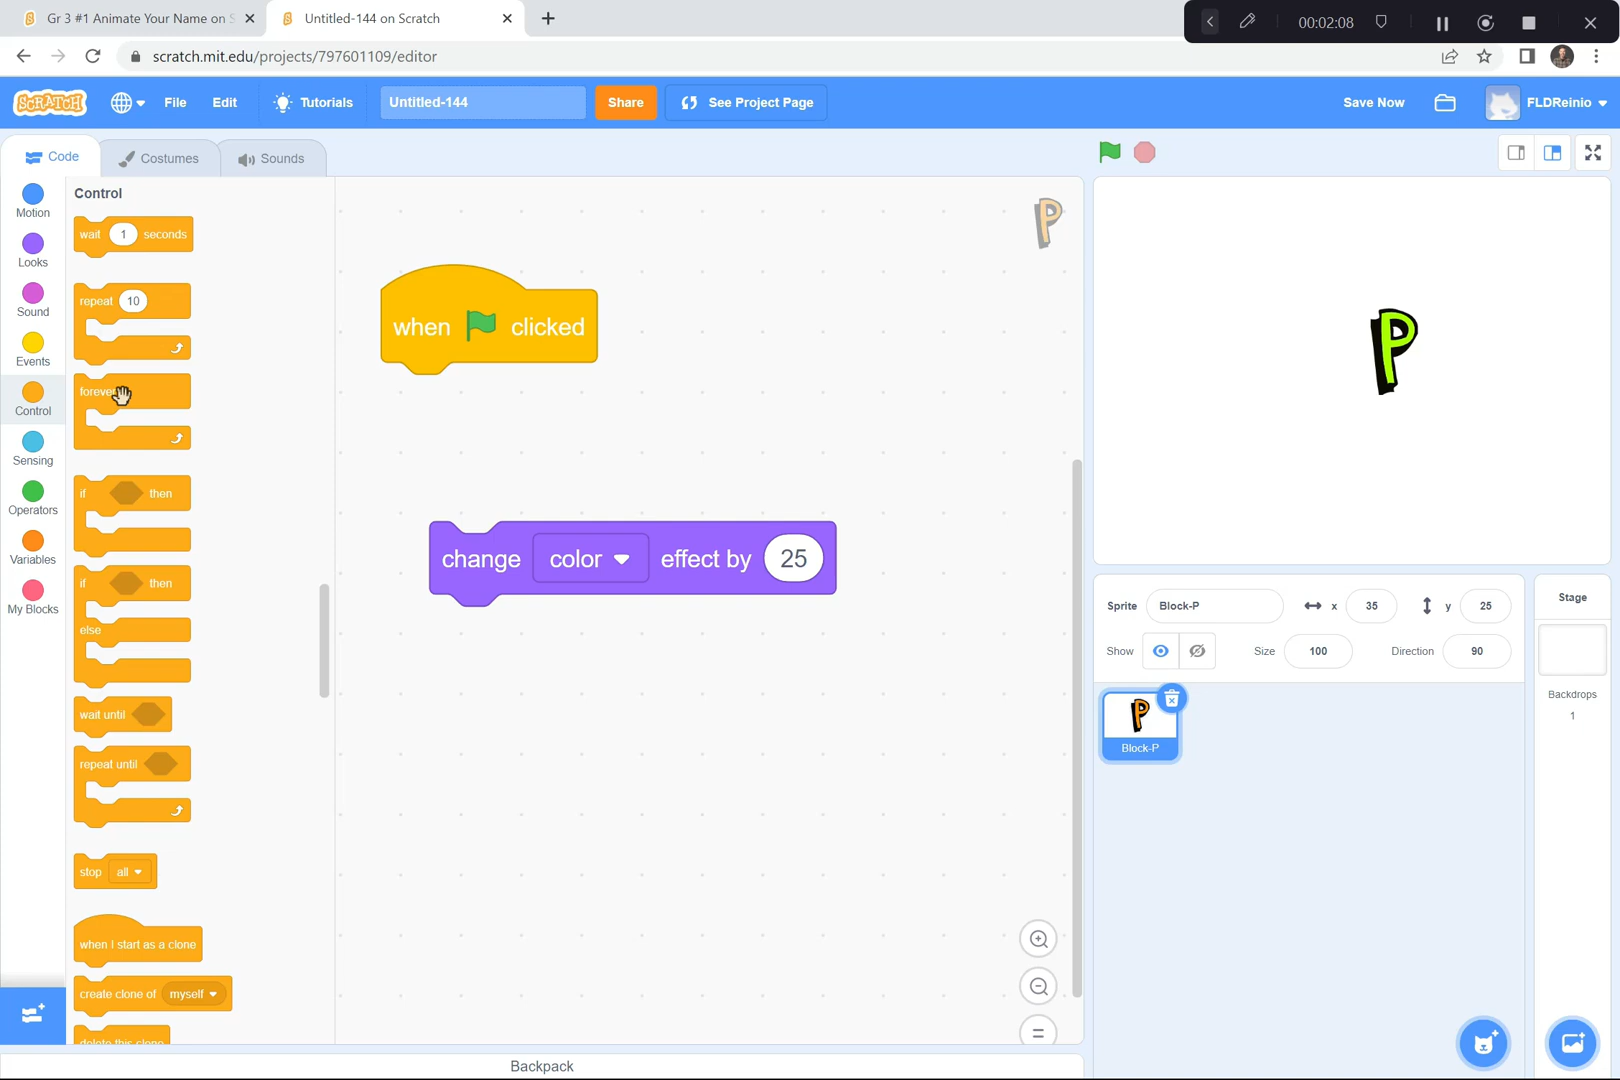 Gr 3 #1 Animate Your Name on S
Untitled-144 on Scratch
00:02:08
scratch.mit.edu/projects/797601109/editor
SCRATCH
File
Edit
Tutorials
Untitled-144
Share
See Project Page
Save Now
FLDReinio
Code
Costumes
Sounds
Motion
Looks
Sound
Events
Control
Sensing
Operators
Variables
My Blocks
Control
wait 1 seconds
repeat 10
forever
if then
if then
else
wait until
repeat until
stop all
when I start as a clone
create clone of myself
delete this clone
when clicked
change color effect by 25
P
P
Sprite Block-P x 35 y 25
Show Size 100 Direction 90
P
Block-P
Stage
Backdrops
1
Backpack